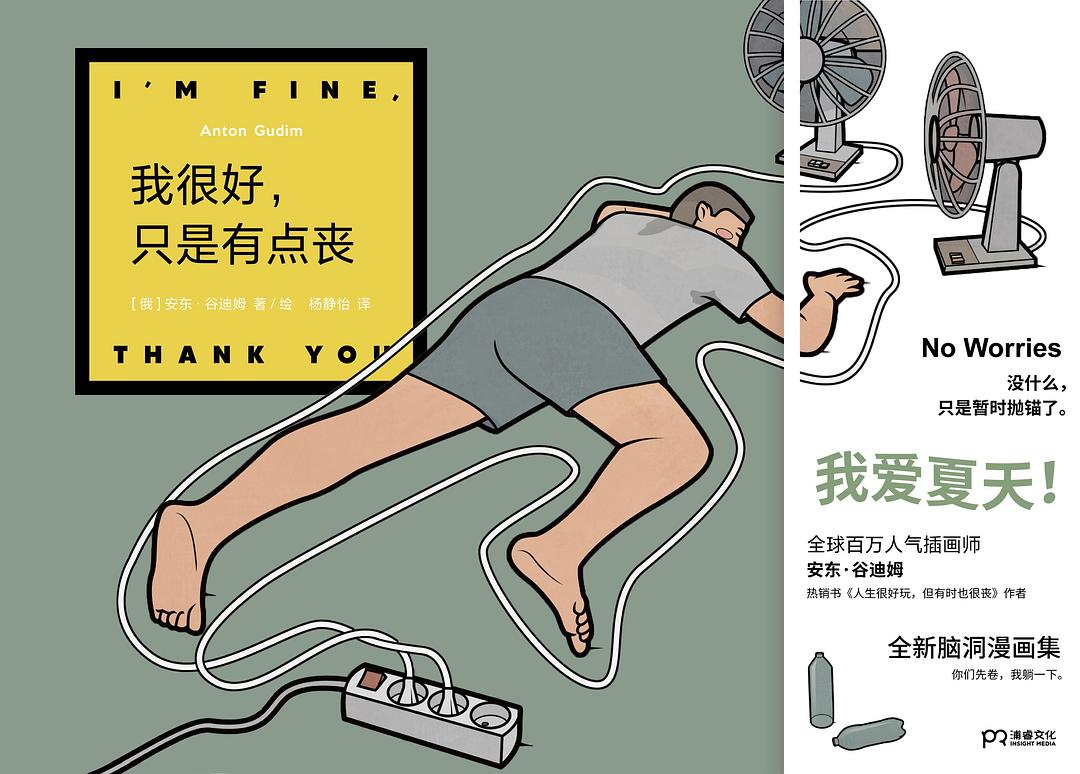 I'M FINE,
Anton Gudim
我很好，
只是有点丧
[俄]安东·谷迪姆 著/绘 杨静怡 译
THANK YOU
No Worries
没什么，
只是暂时抛锚了。
我爱夏天！
全球百万人气插画师
安东·谷迪姆
热销书《人生很好玩，但有时也很丧》作者
全新脑洞漫画集
你们先卷，我躺一下。
浦睿文化
INSIGHT MEDIA